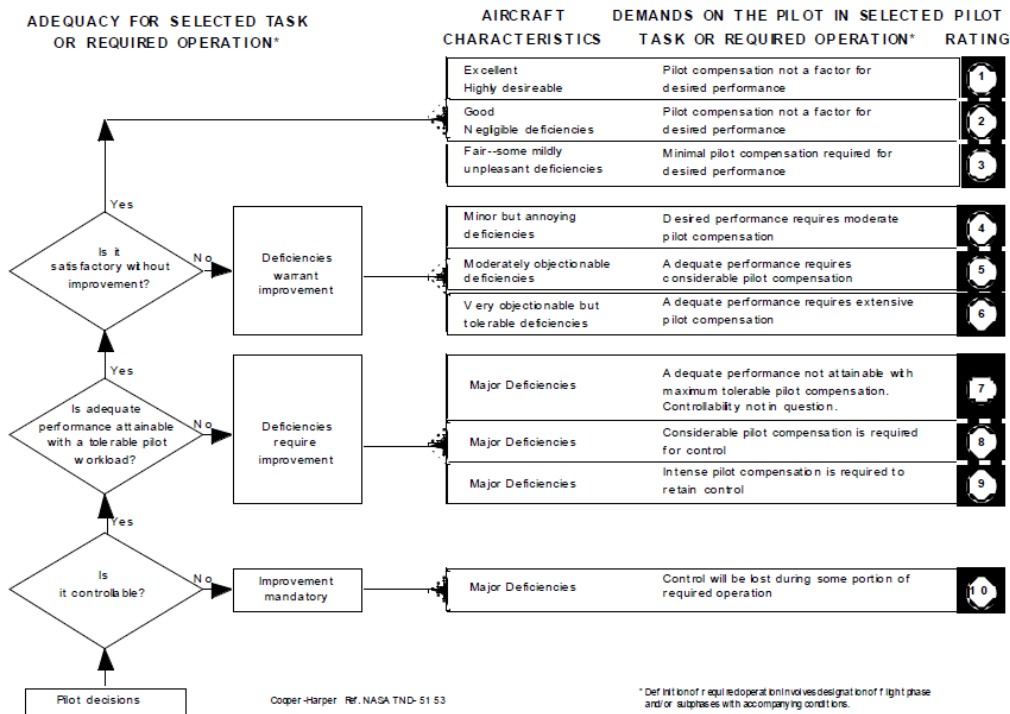 ADEQUACY FOR SELECTED TASK
OR REQUIRED OPERATION*
AIRCRAFT
CHARACTERISTICS
DEMANDS ON THE PILOT IN SELECTED
TASK OR REQUIRED OPERATION*
PILOT
RATING
Excellent
Highly desireable
Pilot compensation not a factor for
desired performance
1
Good
Negligible deficiencies
Pilot compensation not a factor for
desired performance
2
Fair--some mildly
unpleasant deficiencies
Minimal pilot compensation required for
desired performance
3
Yes
Is it
satisfactory without
improvement?
No
Deficiencies
warrant
improvement
Minor but annoying
deficiencies
Desired performance requires moderate
pilot compensation
4
Moderately objectionable
deficiencies
Adequate performance requires
considerable pilot compensation
5
Very objectionable but
tolerable deficiencies
Adequate performance requires extensive
pilot compensation
6
Yes
Is adequate
performance attainable
with a tolerable pilot
workload?
No
Deficiencies
require
improvement
Major Deficiencies
Adequate performance not attainable with
maximum tolerable pilot compensation.
Controllability not in question.
7
Major Deficiencies
Considerable pilot compensation is required
for control
8
Major Deficiencies
Intense pilot compensation is required to
retain control
9
Yes
Is
it controllable?
No
Improvement
mandatory
Major Deficiencies
Control will be lost during some portion of
required operation
10
Pilot decisions
Cooper-Harper Ref. NASA TND-5153
*Definition of required operation involves designation of flight phase
and/or subphases with accompanying conditions.